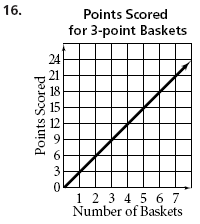 16.
Points Scored
for 3-point Baskets
Points Scored
24
21
18
15
12
9
6
3
0
1 2 3 4 5 6 7
Number of Baskets